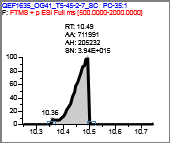 QEF1635_OG41_T5-45-2-7_SC PC-35:1
F: FTMS + p ESI Full ms [500.0000-2000.0000]
RT: 10.49
AA: 711991
AH: 205232
SN: 3.94E+015
100
80
60
40
20
0
10.36
10.3 10.4 10.5 10.6 10.7